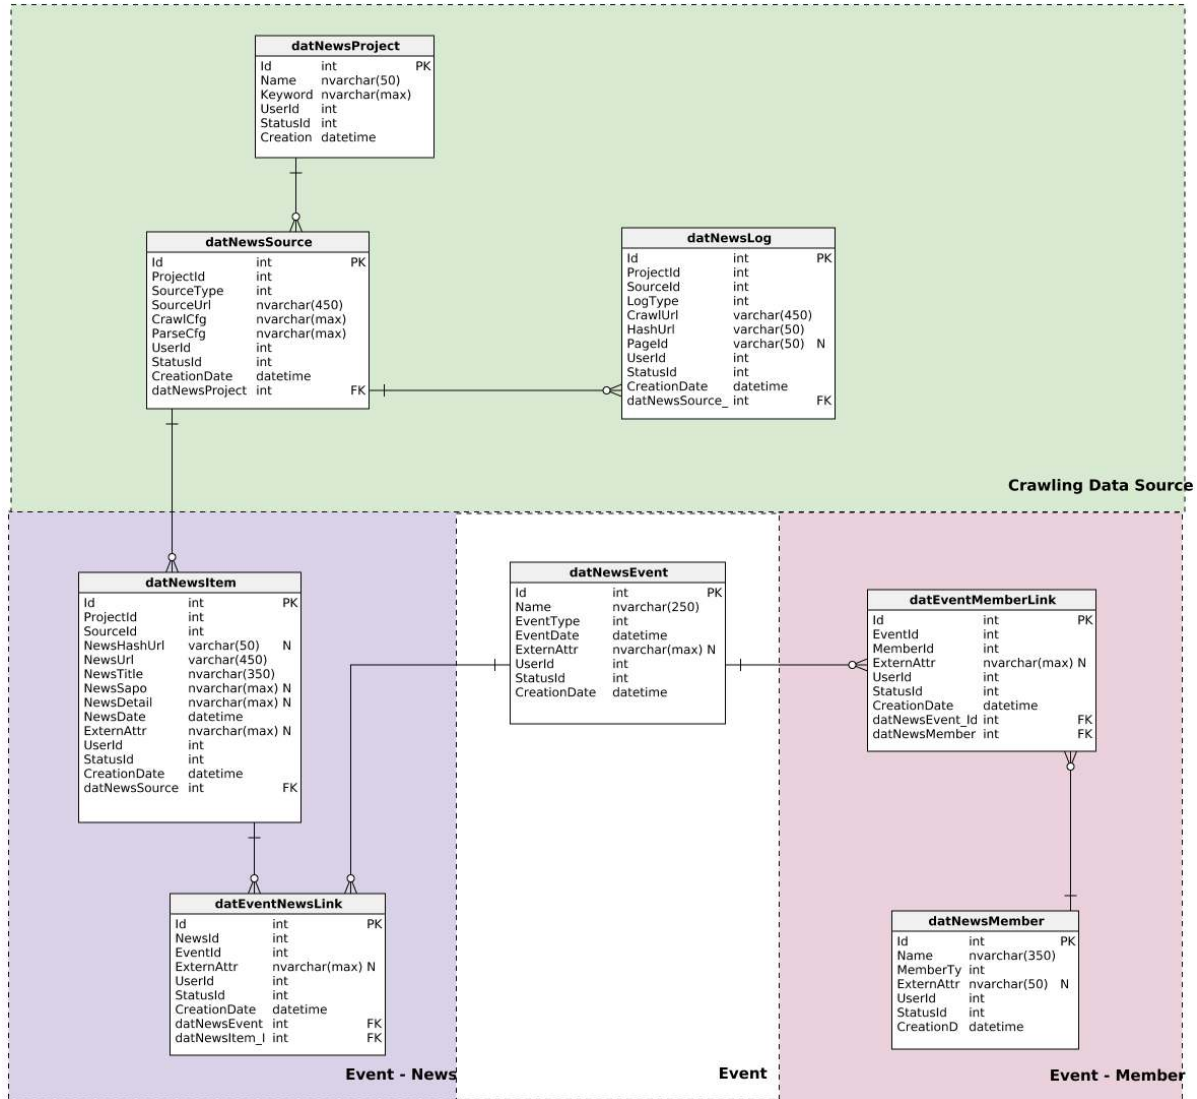 datNewsProject
Id int PK
Name nvarchar(50)
Keyword nvarchar(max)
UserId int
StatusId int
Creation datetime
datNewsSource
Id int PK
ProjectId int
SourceType int
SourceUrl nvarchar(450)
CrawlCfg nvarchar(max)
ParseCfg nvarchar(max)
UserId int
StatusId int
CreationDate datetime
datNewsProject int FK
datNewsLog
Id int PK
ProjectId int
SourceId int
LogType int
CrawlUrl varchar(450)
HashUrl varchar(50)
PageId varchar(50) N
UserId int
StatusId int
CreationDate datetime
datNewsSource_ int FK
Crawling Data Source
datNewsItem
Id int PK
ProjectId int
SourceId int
NewsHashUrl varchar(50) N
NewsUrl varchar(450)
NewsTitle nvarchar(350)
NewsSapo nvarchar(max) N
NewsDetail nvarchar(max) N
NewsDate datetime
ExternAttr nvarchar(max) N
UserId int
StatusId int
CreationDate datetime
datNewsSource int FK
datEventNewsLink
Id int PK
NewsId int
EventId int
ExternAttr nvarchar(max) N
UserId int
StatusId int
CreationDate datetime
datNewsEvent int FK
datNewsItem_I int FK
Event - News
datNewsEvent
Id int PK
Name nvarchar(250)
EventType int
EventDate datetime
ExternAttr nvarchar(max) N
UserId int
StatusId int
CreationDate datetime
Event
datEventMemberLink
Id int PK
EventId int
MemberId int
ExternAttr nvarchar(max) N
UserId int
StatusId int
CreationDate datetime
datNewsEvent_Id int FK
datNewsMember int FK
datNewsMember
Id int PK
Name nvarchar(350)
MemberTy int
ExternAttr nvarchar(50) N
UserId int
StatusId int
CreationD datetime
Event - Member